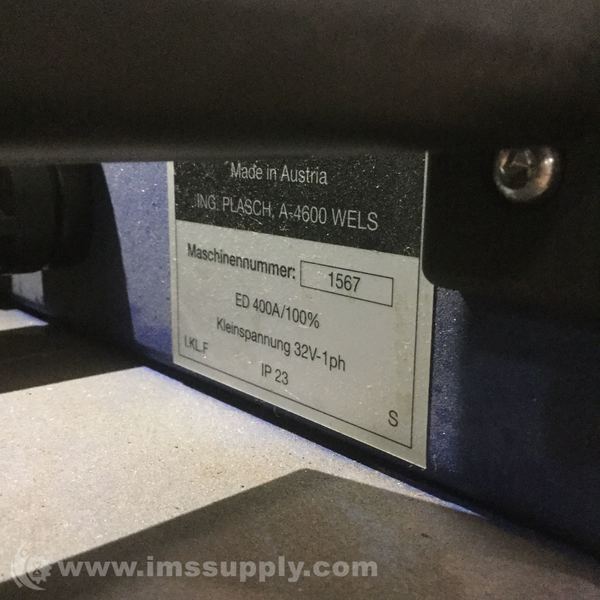 Made in Austria
ING. PLASCH, A-4600 WELS
Maschinennummer: 1567
ED 400A/100%
Kleinspannung 32V-1ph
I.KL.F
IP 23
S
www.imssupply.com